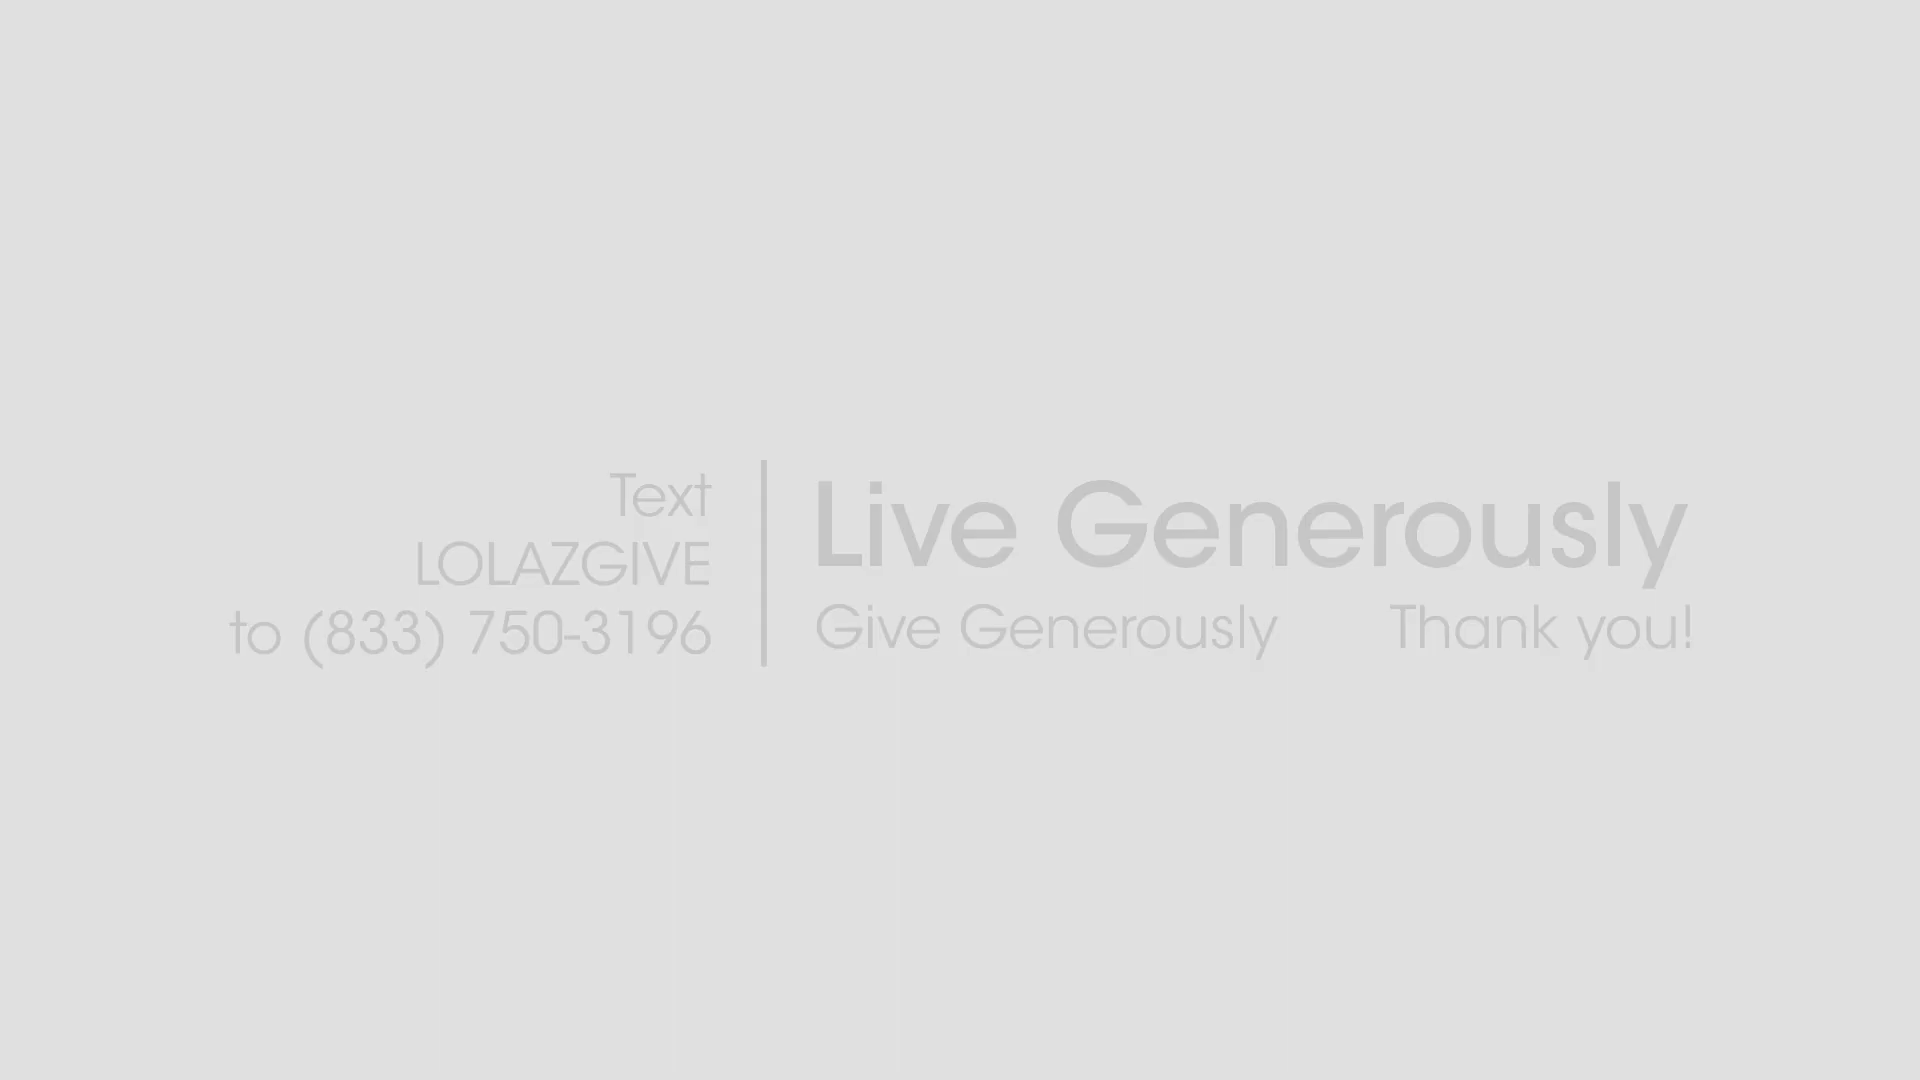 Text
LOLAZGIVE
to (833) 750-3196
Live Generously
Give Generously Thank you!